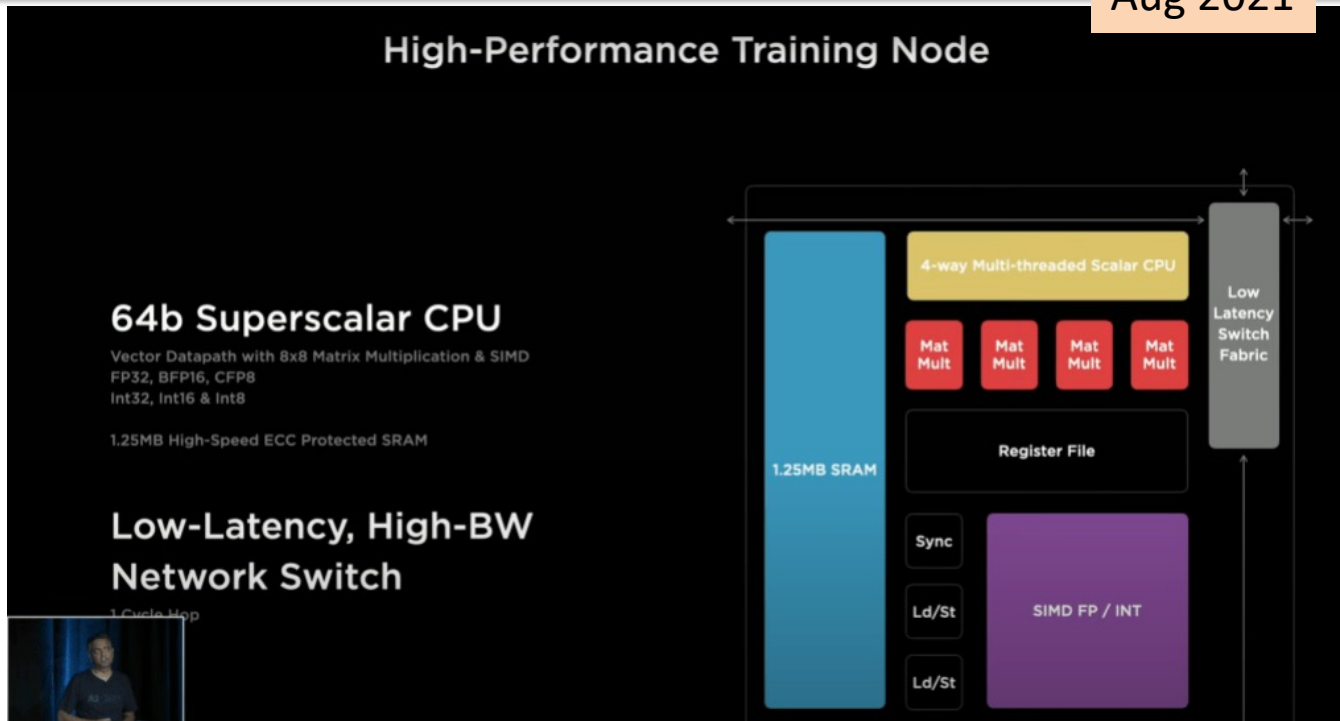 Aug 2021
High-Performance Training Node
64b Superscalar CPU
Vector Datapath with 8x8 Matrix Multiplication & SIMD
FP32, BFP16, CFP8
Int32, Int16 & Int8
1.25MB High-Speed ECC Protected SRAM
Low-Latency, High-BW
Network Switch
1 Cycle Hop
1.25MB SRAM
4-way Multi-threaded Scalar CPU
Mat
Mult
Mat
Mult
Mat
Mult
Mat
Mult
Register File
Sync
Ld/St
Ld/St
SIMD FP / INT
Low
Latency
Switch
Fabric